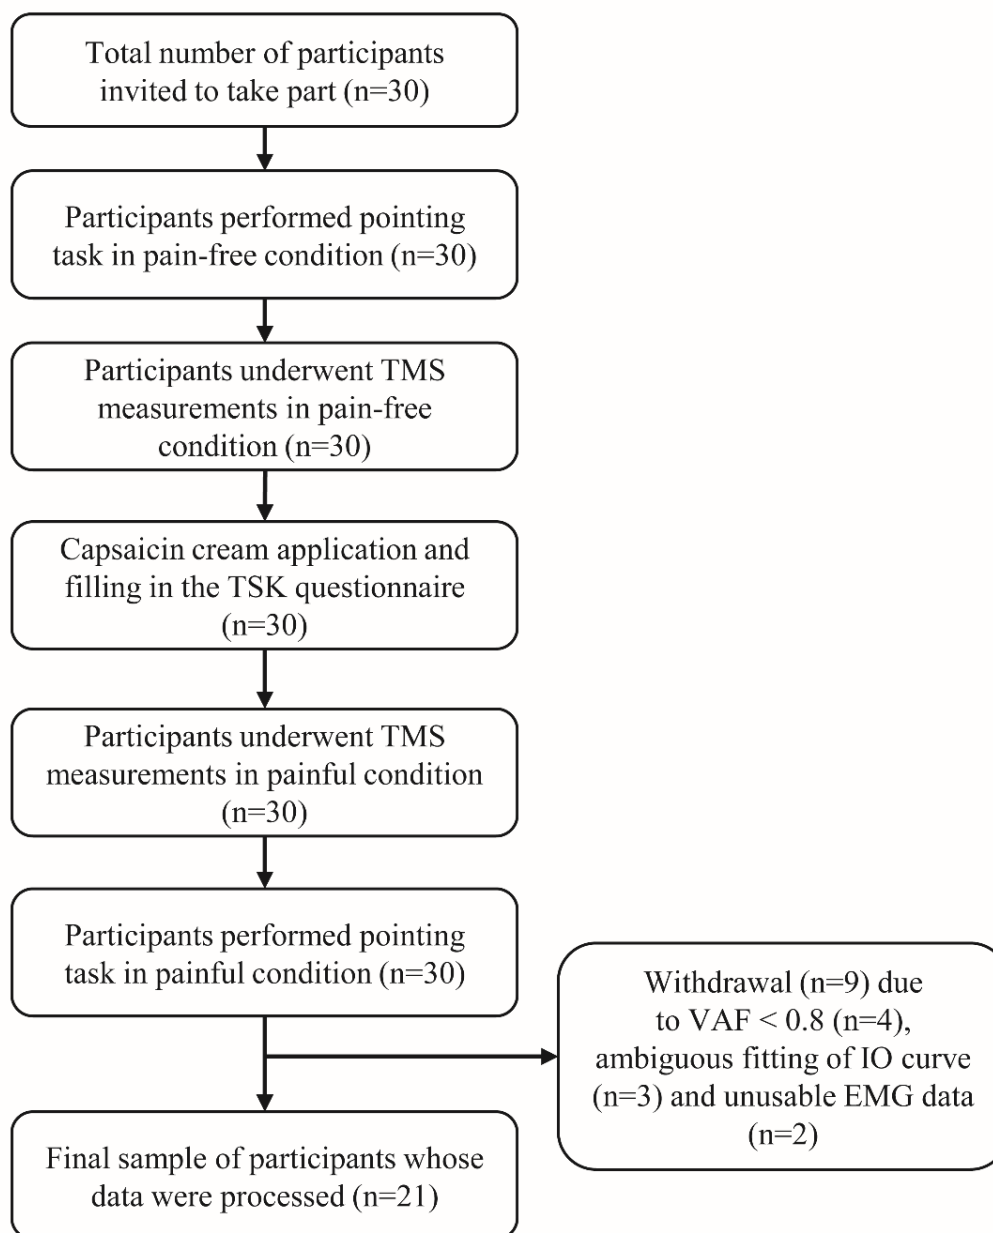 Total number of participants
invited to take part (n=30)
Participants performed pointing
task in pain-free condition (n=30)
Participants underwent TMS
measurements in pain-free
condition (n=30)
Capsaicin cream application and
filling in the TSK questionnaire
(n=30)
Participants underwent TMS
measurements in painful condition
(n=30)
Participants performed pointing
task in painful condition (n=30)
Withdrawal (n=9) due
to VAF < 0.8 (n=4),
ambiguous fitting of IO curve
(n=3) and unusable EMG data
(n=2)
Final sample of participants whose
data were processed (n=21)